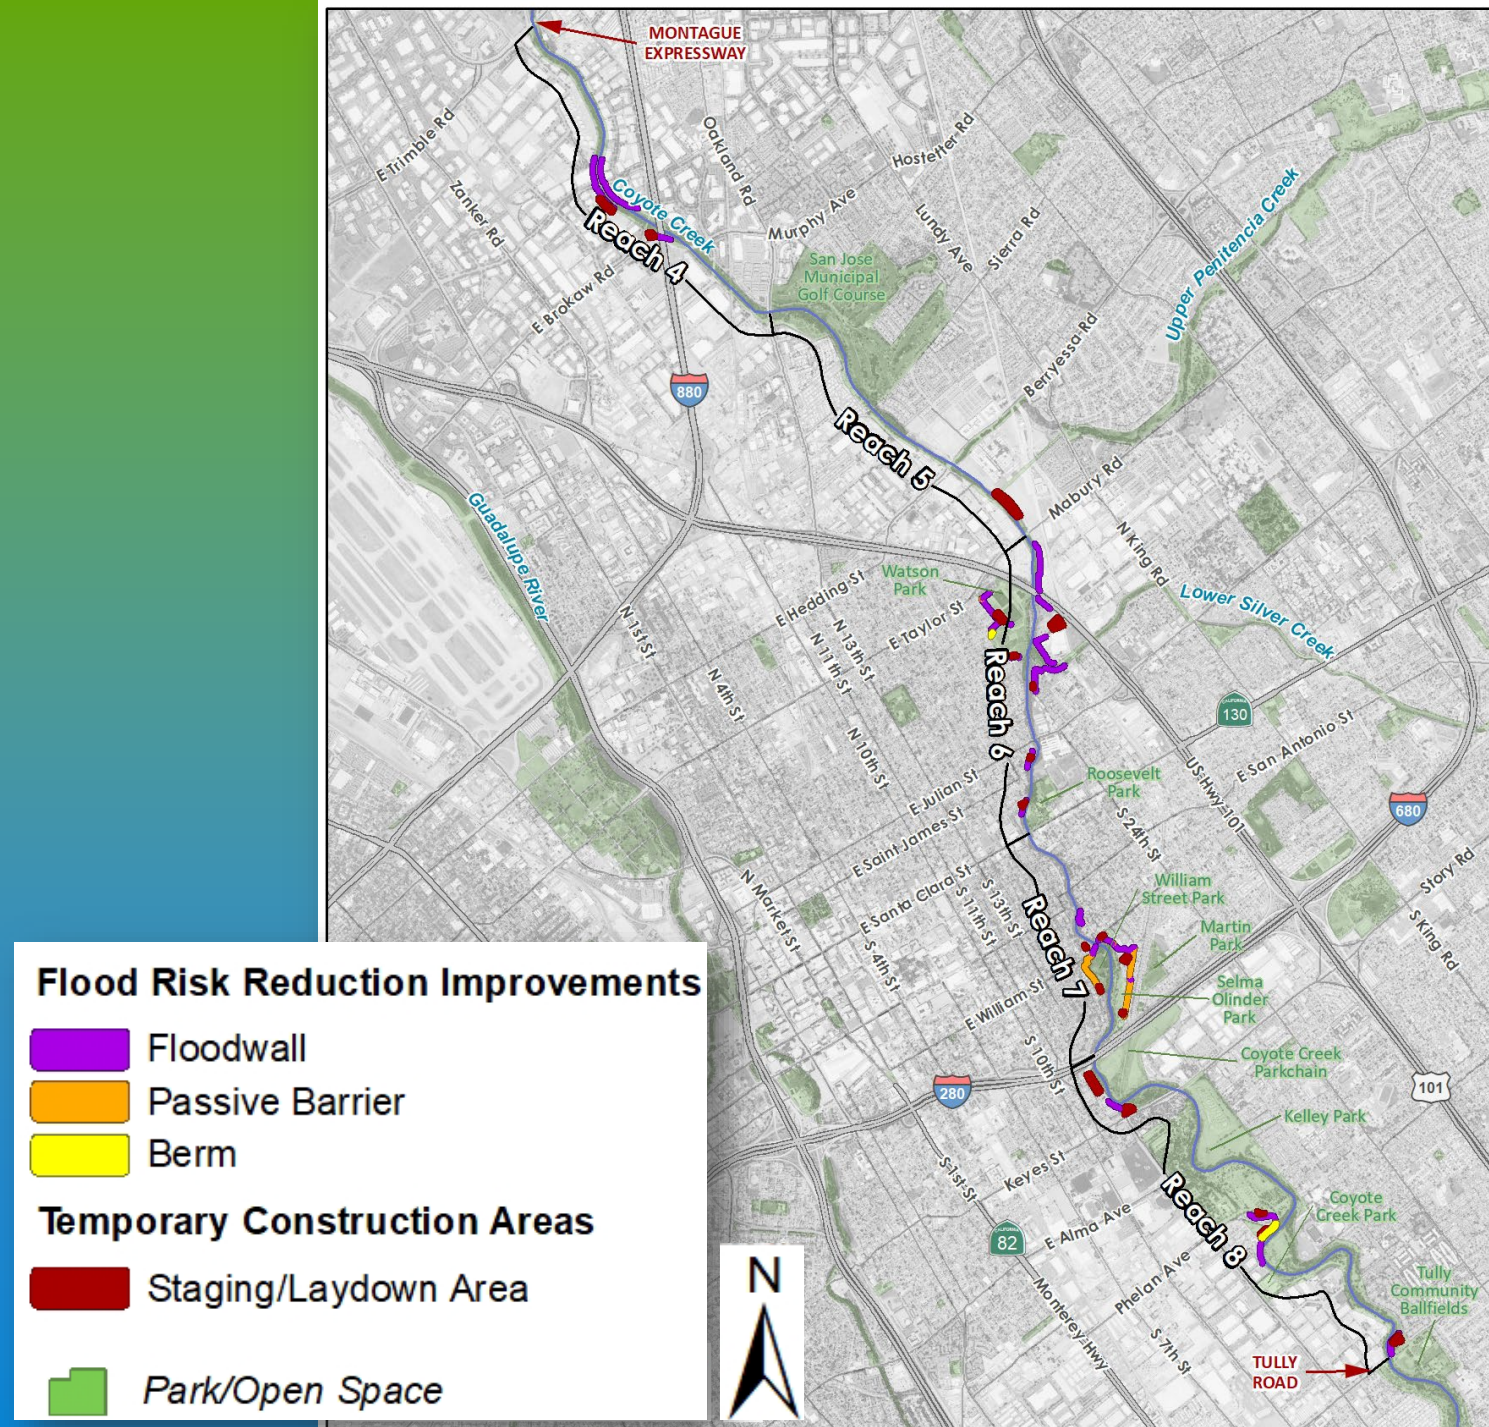 MONTAGUE
EXPRESSWAY
E Trimble Rd
Zanker Rd
Oakland Rd
Hostetter Rd
Murphy Ave
Lundy Ave
Sierra Rd
Coyote Creek
Reach 4
E Brokaw Rd
San Jose
Municipal
Golf Course
Upper Penitencia Creek
Berryessa Rd
880
Reach 5
Mabury Rd
N King Rd
Guadalupe River
Watson
Park
Lower Silver Creek
E Hedding St
E Taylor St
N 1st St
N 13th St
N 11th St
N 4th St
N 10th St
Reach 6
CALIFORNIA
130
E San Antonio St
US Hwy 101
Roosevelt
Park
E Julian St
E Saint James St
S 24th St
680
Story Rd
E Santa Clara St
N Market St
S 13th St
S 11th St
S 4th St
William
Street Park
Martin
Park
S King Rd
Reach 7
Selma
Olinder
Park
E William St
S 10th St
Coyote Creek
Parkchain
280
101
Kelley Park
Keyes St
S 1st St
Reach 8
Coyote
Creek Park
CALIFORNIA
82
E Alma Ave
Phelan Ave
Monterey Hwy
S 7th St
Tully
Community
Ballfields
TULLY
ROAD
Flood Risk Reduction Improvements
Floodwall
Passive Barrier
Berm
Temporary Construction Areas
Staging/Laydown Area
Park/Open Space
N